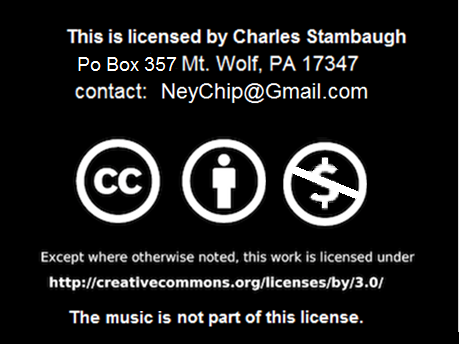 This is licensed by Charles Stambaugh
Po Box 357 Mt. Wolf, PA 17347
contact: NeyChip@Gmail.com
cc $
Except where otherwise noted, this work is licensed under
http://creativecommons.org/licenses/by/3.0/
The music is not part of this license.